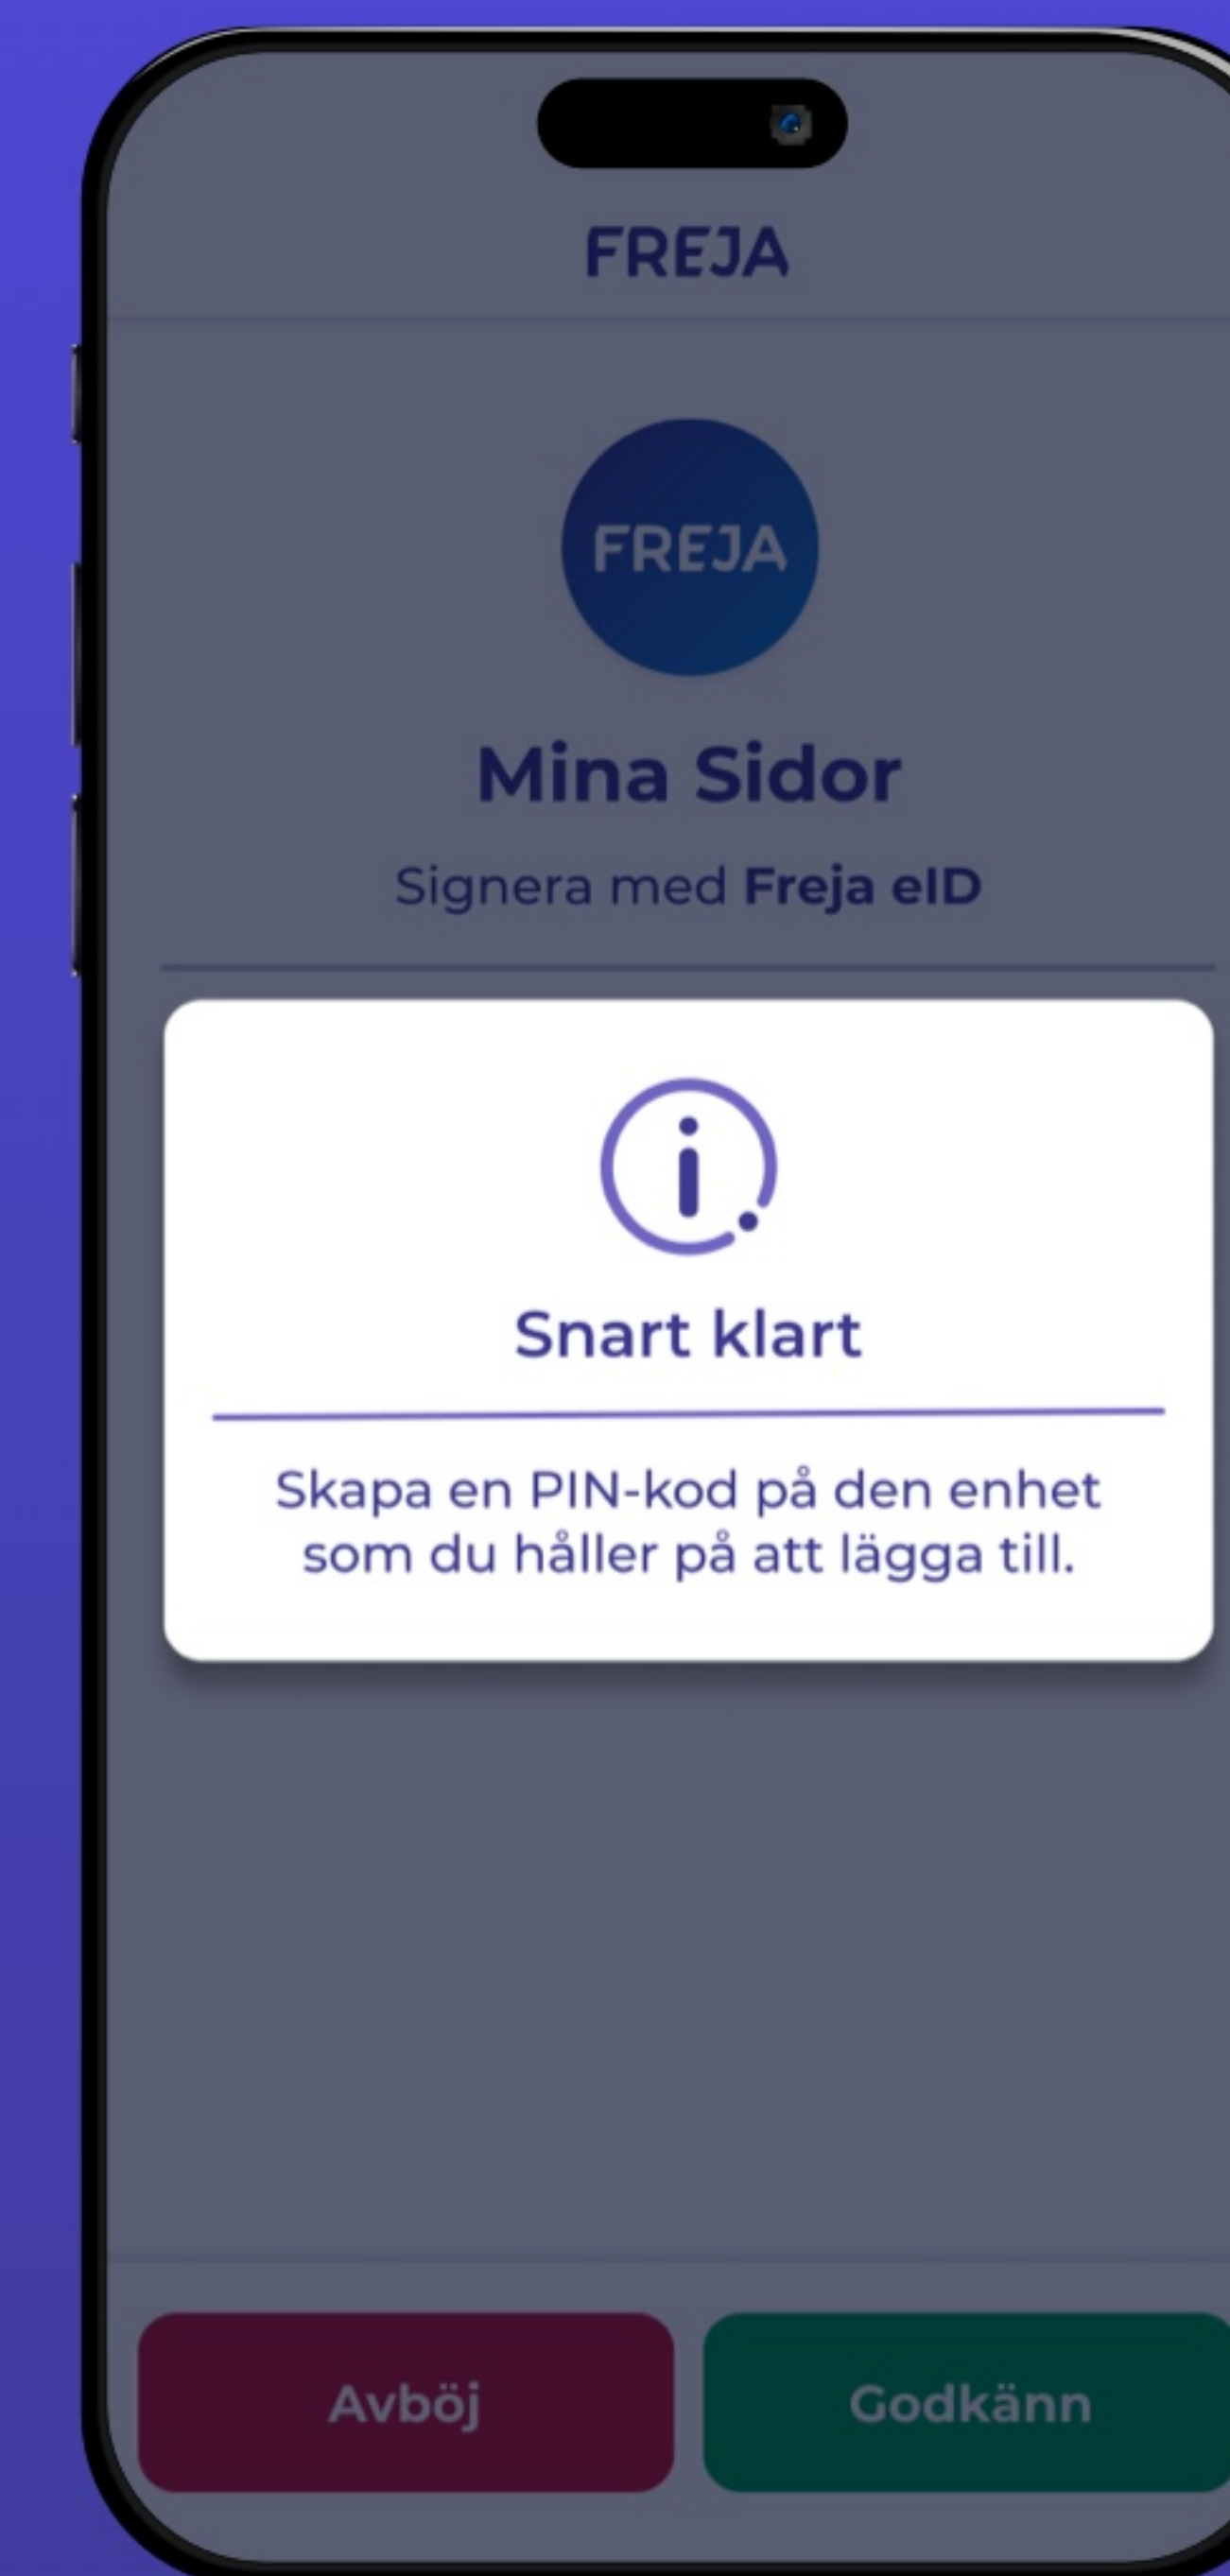 FREJA
FREJA
Mina Sidor
Signera med Freja eID
Snart klart
Skapa en PIN-kod på den enhet
som du håller på att lägga till.
Avböj
Godkänn